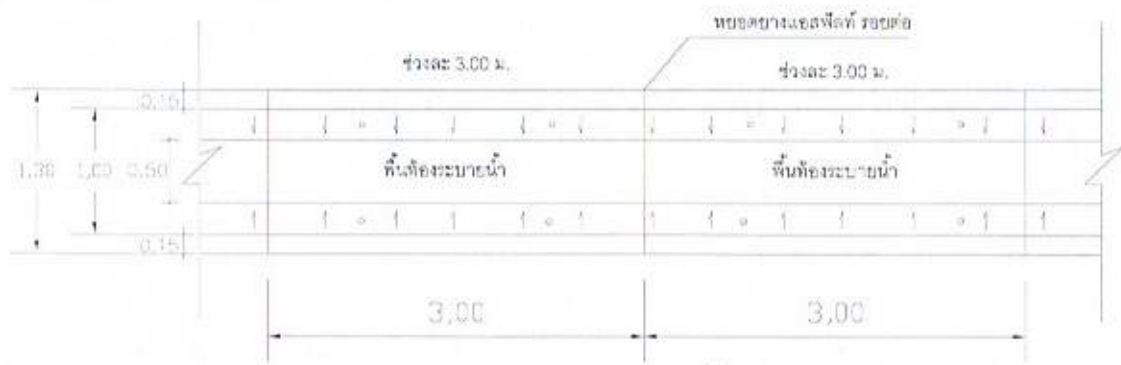 หยอดยางแอสฟัลท์ รอยต่อ
ช่วงละ 3.00 ม.
ช่วงละ 3.00 ม.
0.15
1.30
1.00
0.50
พื้นท้องระบายน้ำ
พื้นท้องระบายน้ำ
0.15
3.00
3.00